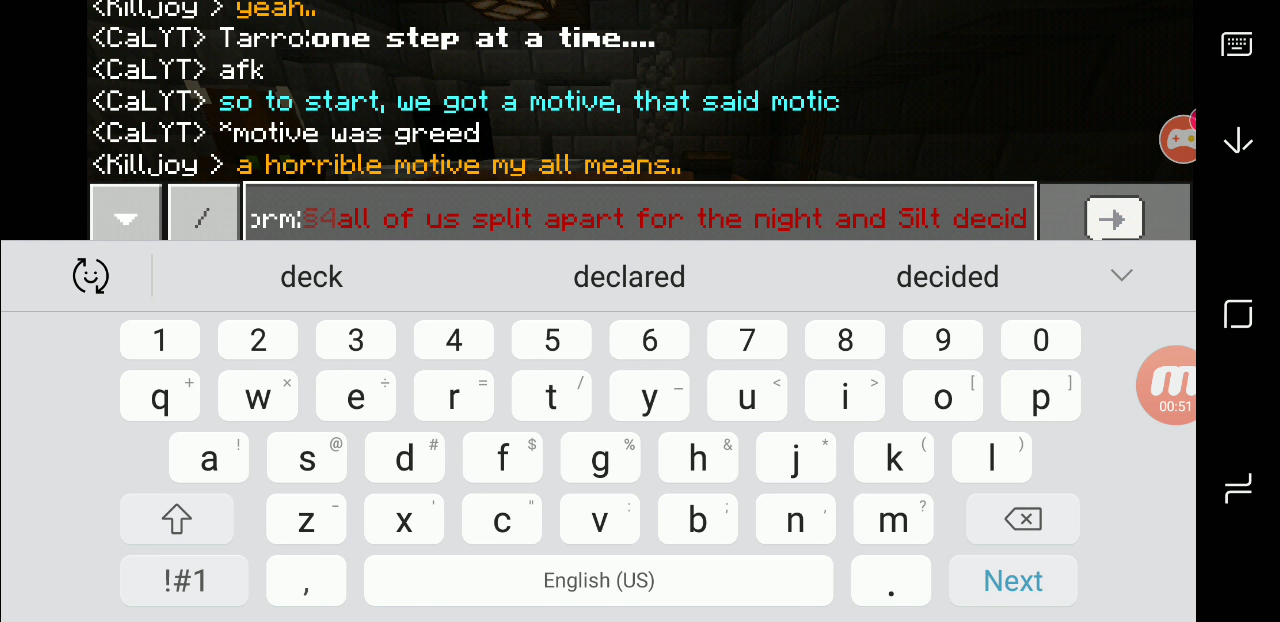 <Killjoy > yeah..
<CaLYT> Tarro:one step at a time....
<CaLYT> afk
<CaLYT> so to start, we got a motive, that said motic
<CaLYT> *motive was greed
<Killjoy > a horrible motive my all means..
/ orm:§4all of us split apart for the night and Silt decid
deck declared decided
1 2 3 4 5 6 7 8 9 0
q + w × e ÷ r = t / y _ u < i > o [ p ]
00:51
a ! s @ d # f $ g % h & j * k ( l )
z - x ' c " v : b ; n , m ?
!#1 , English (US) . Next